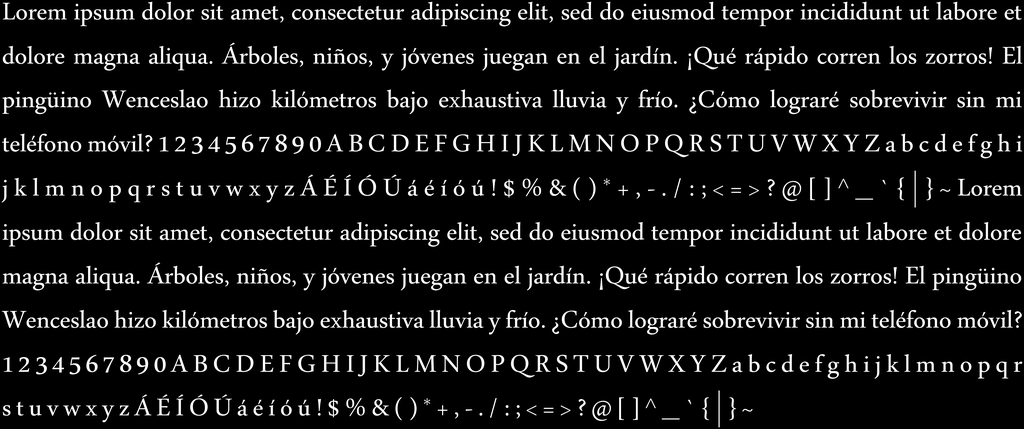 Lorem ipsum dolor sit amet, consectetur adipiscing elit, sed do eiusmod tempor incididunt ut labore et
dolore magna aliqua. Árboles, niños, y jóvenes juegan en el jardín. ¡Qué rápido corren los zorros! El
pingüino Wenceslao hizo kilómetros bajo exhaustiva lluvia y frío. ¿Cómo lograré sobrevivir sin mi
teléfono móvil? 1 2 3 4 5 6 7 8 9 0 A B C D E F G H I J K L M N O P Q R S T U V W X Y Z a b c d e f g h i
j k l m n o p q r s t u v w x y z Á É Í Ó Ú á é í ó ú ! $ % & ( ) * + , - . / : ; < = > ? @ [ ] ^ _ ` { | } ~ Lorem
ipsum dolor sit amet, consectetur adipiscing elit, sed do eiusmod tempor incididunt ut labore et dolore
magna aliqua. Árboles, niños, y jóvenes juegan en el jardín. ¡Qué rápido corren los zorros! El pingüino
Wenceslao hizo kilómetros bajo exhaustiva lluvia y frío. ¿Cómo lograré sobrevivir sin mi teléfono móvil?
1 2 3 4 5 6 7 8 9 0 A B C D E F G H I J K L M N O P Q R S T U V W X Y Z a b c d e f g h i j k l m n o p q r
s t u v w x y z Á É Í Ó Ú á é í ó ú ! $ % & ( ) * + , - . / : ; < = > ? @ [ ] ^ _ ` { | } ~